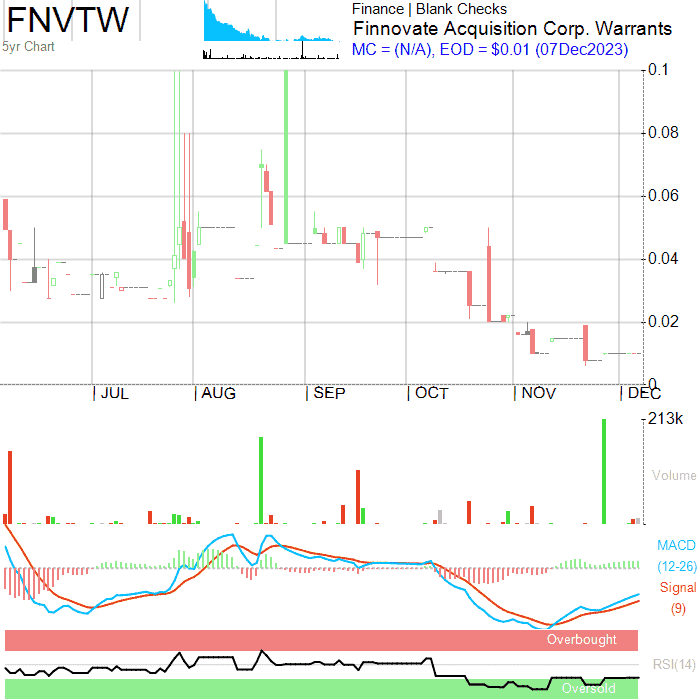 FNVTW
5yr Chart
Finance | Blank Checks
Finnovate Acquisition Corp. Warrants
MC = (N/A), EOD = $0.01 (07Dec2023)
0.1
0.08
0.06
0.04
0.02
0
JUL
AUG
SEP
OCT
NOV
DEC
213k
Volume
MACD
(12-26)
Signal
(9)
Overbought
RSI(14)
Oversold